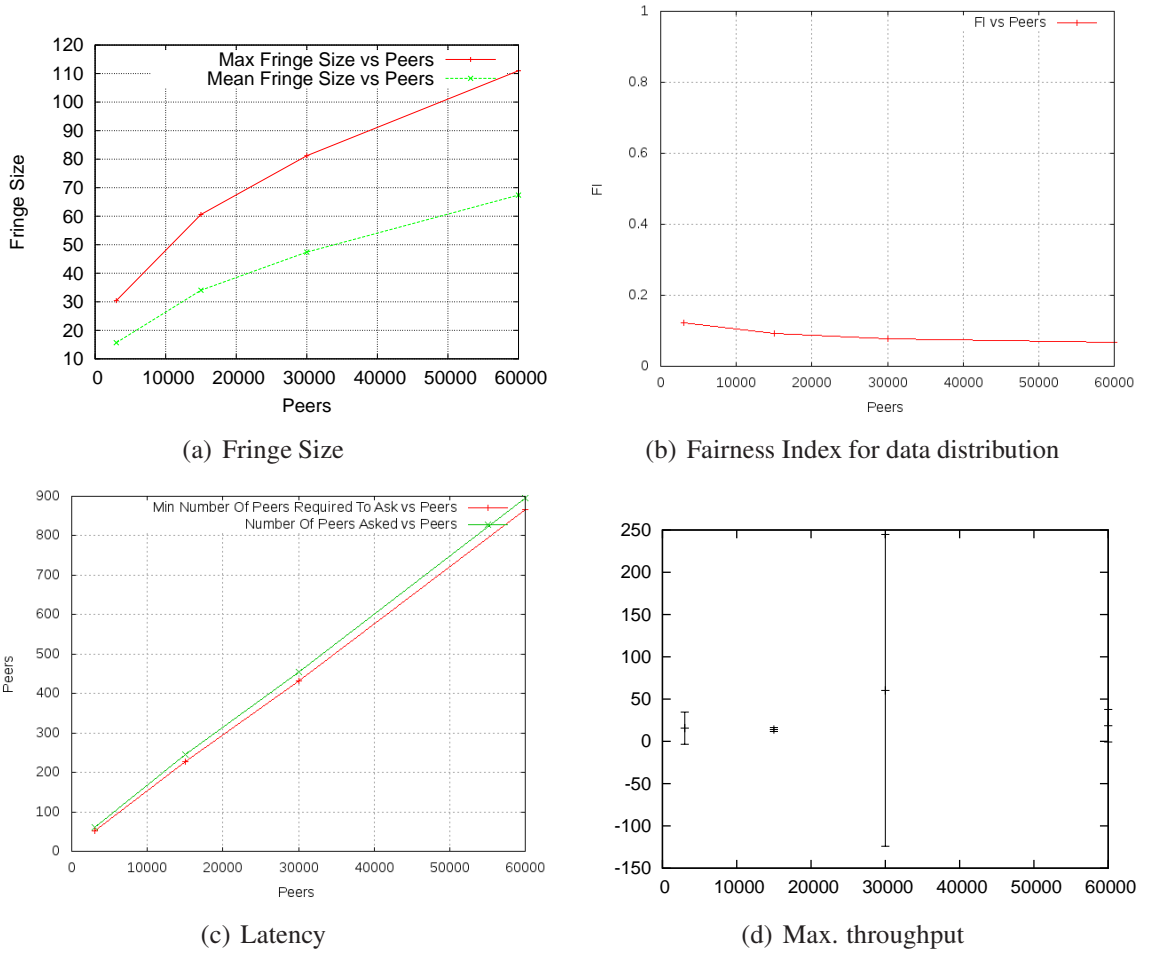 120
110
100
90
80
70
60
50
40
30
20
10
Fringe Size
Max Fringe Size vs Peers
Mean Fringe Size vs Peers
0 10000 20000 30000 40000 50000 60000
Peers
(a) Fringe Size
1
0.8
0.6
0.4
0.2
0
FI
FI vs Peers
0 10000 20000 30000 40000 50000 60000
Peers
(b) Fairness Index for data distribution
900
800
700
600
500
400
300
200
100
0
Peers
Min Number Of Peers Required To Ask vs Peers
Number Of Peers Asked vs Peers
0 10000 20000 30000 40000 50000 60000
Peers
(c) Latency
250
200
150
100
50
0
-50
-100
-150
0 10000 20000 30000 40000 50000 60000
(d) Max. throughput